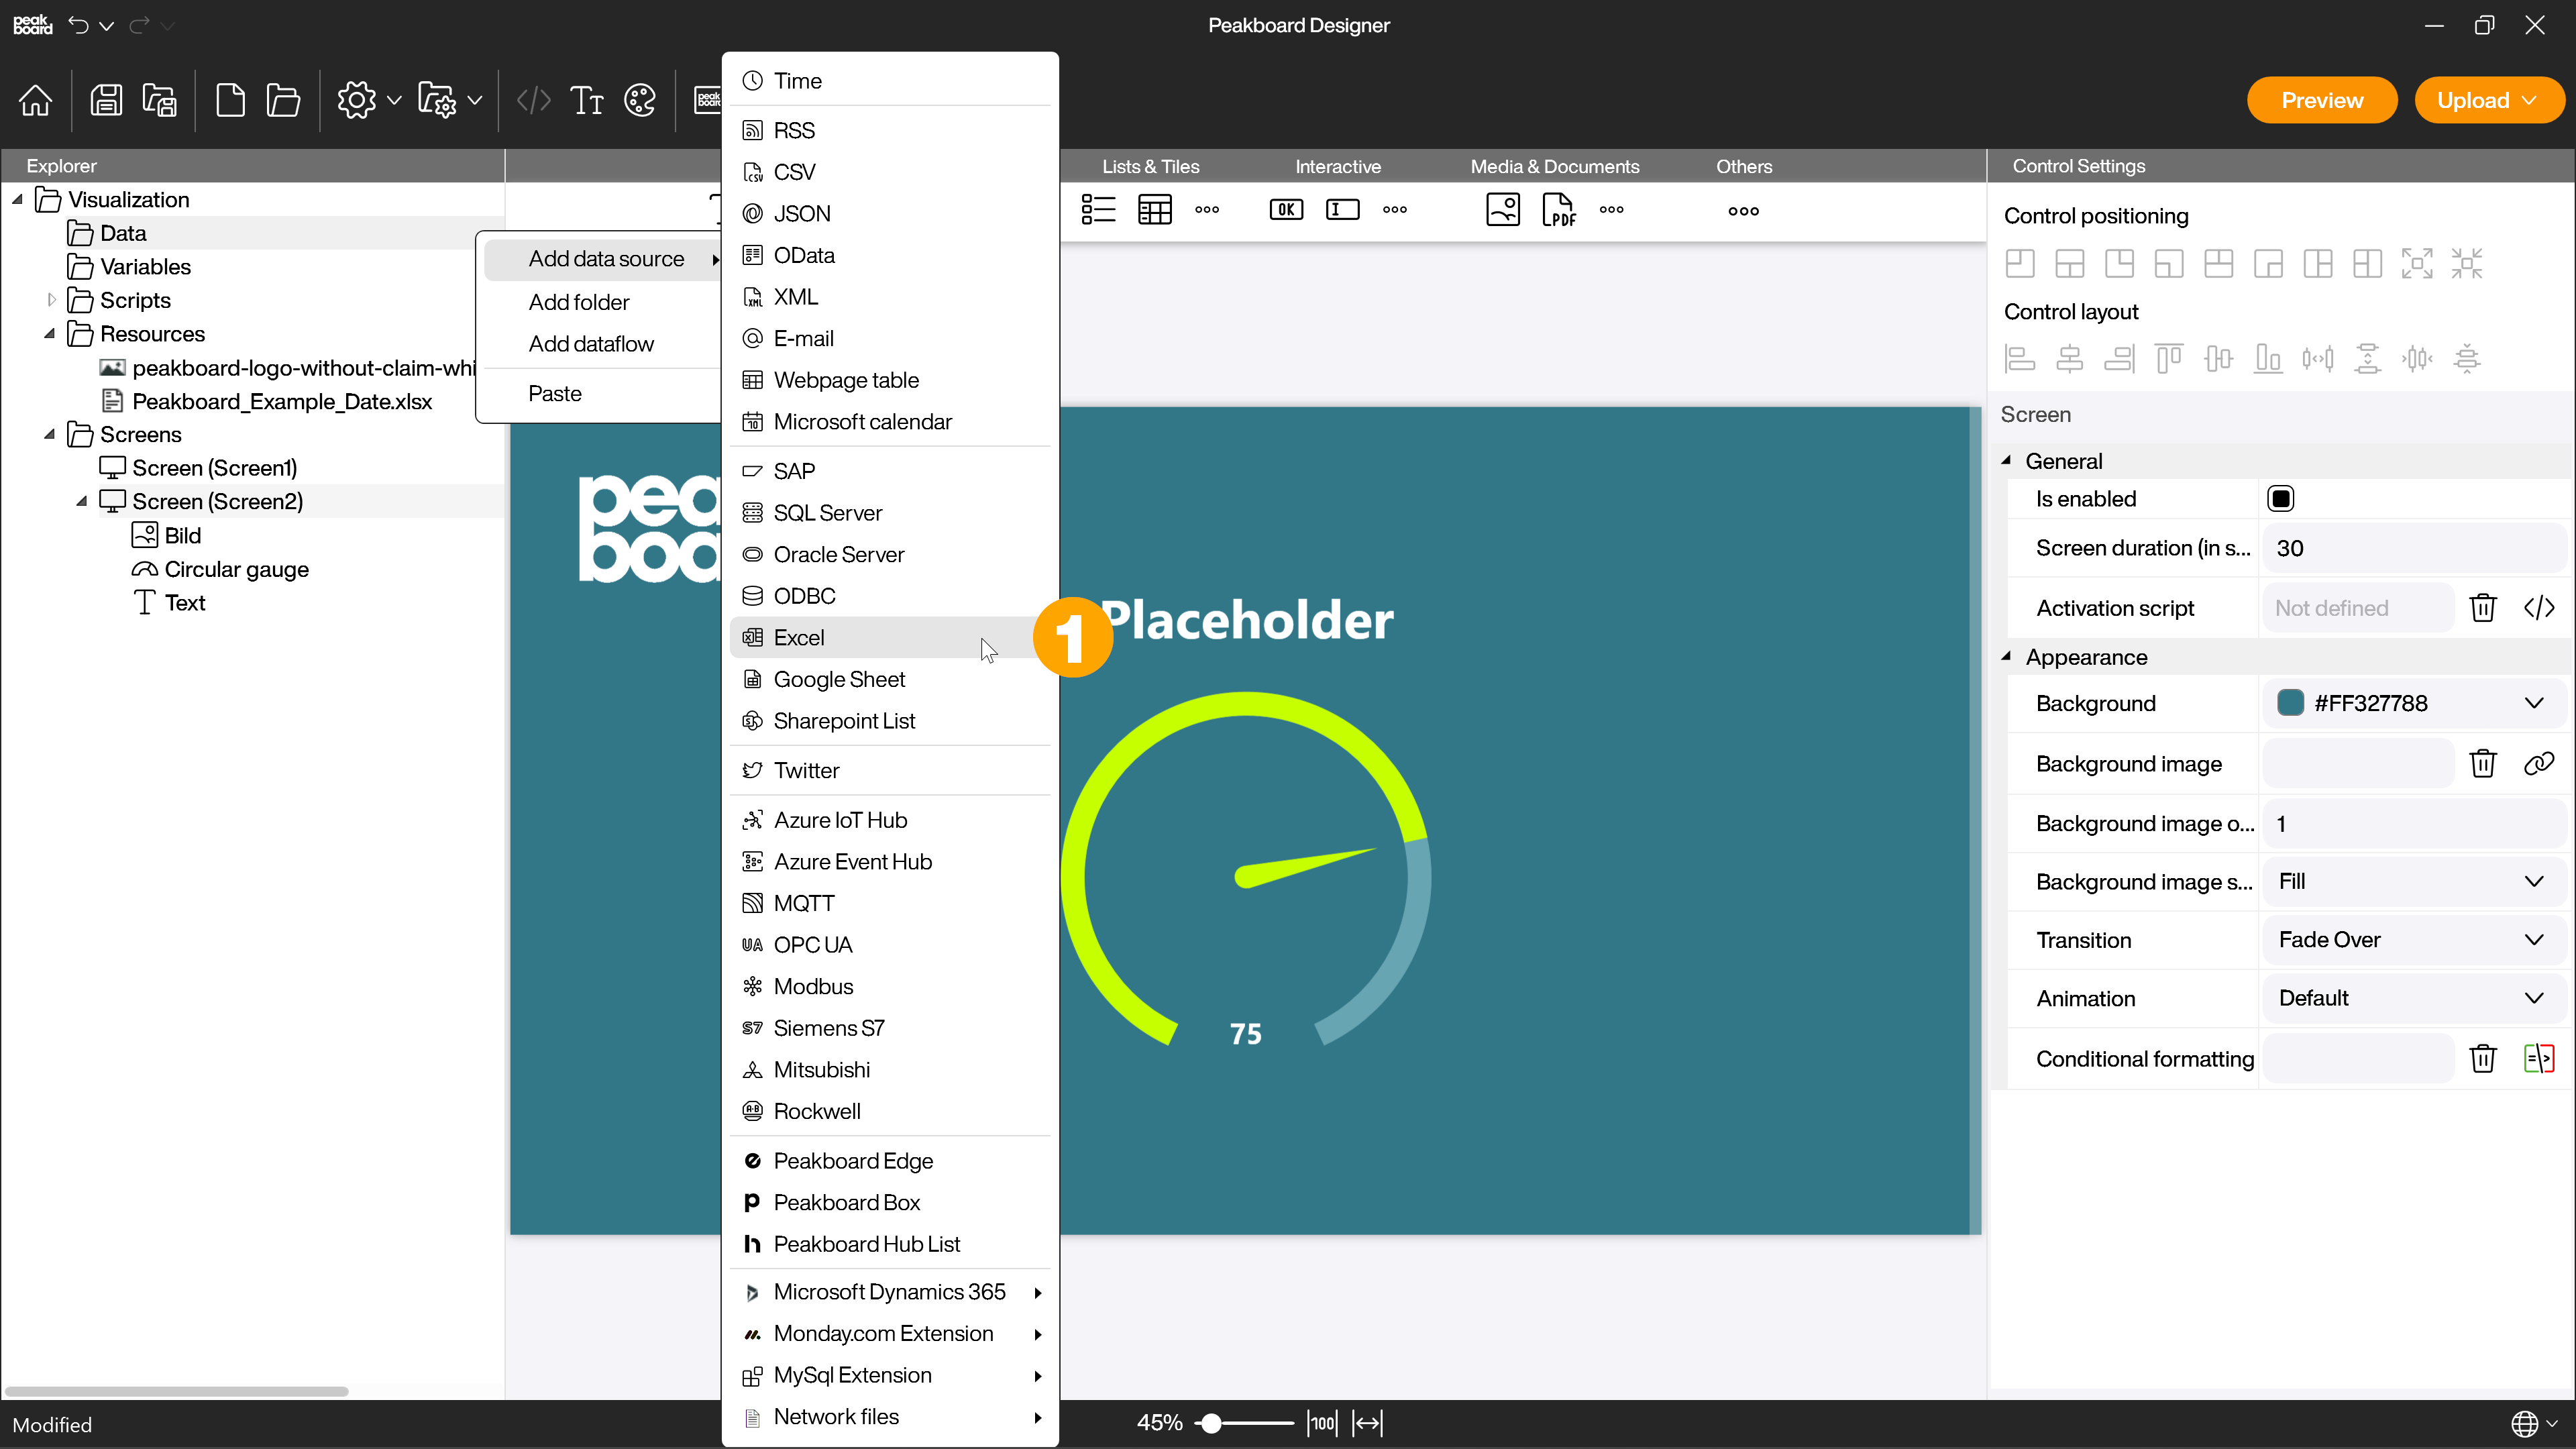 peak
board
Peakboard Designer
Preview
Upload
Explorer
Visualization
Data
Variables
Scripts
Resources
peakboard-logo-without-claim-whi
Peakboard_Example_Date.xlsx
Screens
Screen (Screen1)
Screen (Screen2)
Bild
Circular gauge
Text
Add data source
Add folder
Add dataflow
Paste
Time
RSS
CSV
JSON
OData
XML
E-mail
Webpage table
Microsoft calendar
SAP
SQL Server
Oracle Server
ODBC
Excel
Google Sheet
Sharepoint List
Twitter
Azure IoT Hub
Azure Event Hub
MQTT
OPC UA
Modbus
Siemens S7
Mitsubishi
Rockwell
Peakboard Edge
Peakboard Box
Peakboard Hub List
Microsoft Dynamics 365
Monday.com Extension
MySql Extension
Network files
1
Lists & Tiles
Interactive
Media & Documents
Others
OK
PDF
pea
boa
Placeholder
75
Control Settings
Control positioning
Control layout
Screen
General
Is enabled
Screen duration (in s... 30
Activation script Not defined
Appearance
Background #FF327788
Background image
Background image o... 1
Background image s... Fill
Transition Fade Over
Animation Default
Conditional formatting
Modified
45%
100